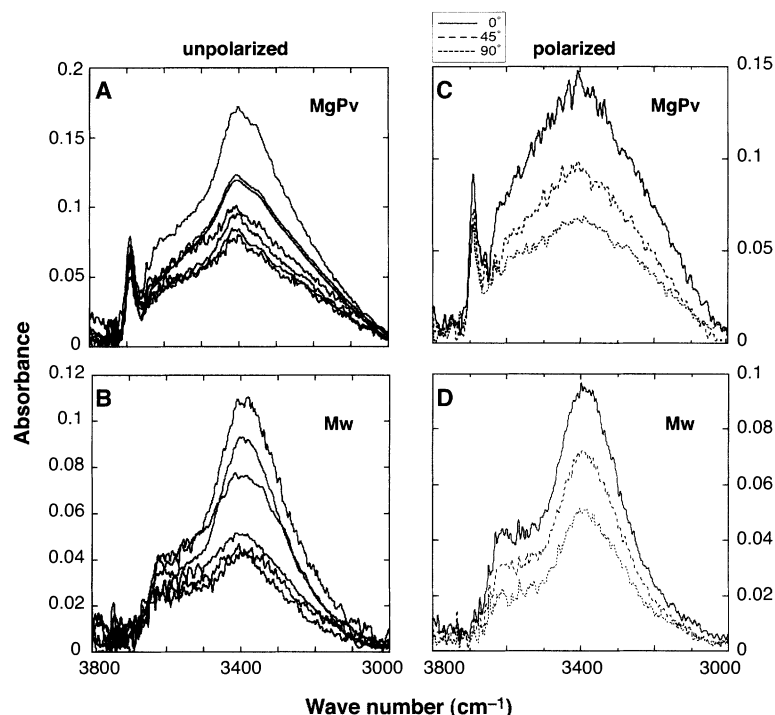 unpolarized
0°
45°
90°
polarized
0.2
0.15
0.1
0.05
0
A
MgPv
C
MgPv
0.15
0.1
0.05
0
Absorbance
0.12
0.1
0.08
0.06
0.04
0.02
0
B
Mw
D
Mw
0.1
0.08
0.06
0.04
0.02
0
3800
3400
3000
3800
3400
3000
Wave number (cm–1)